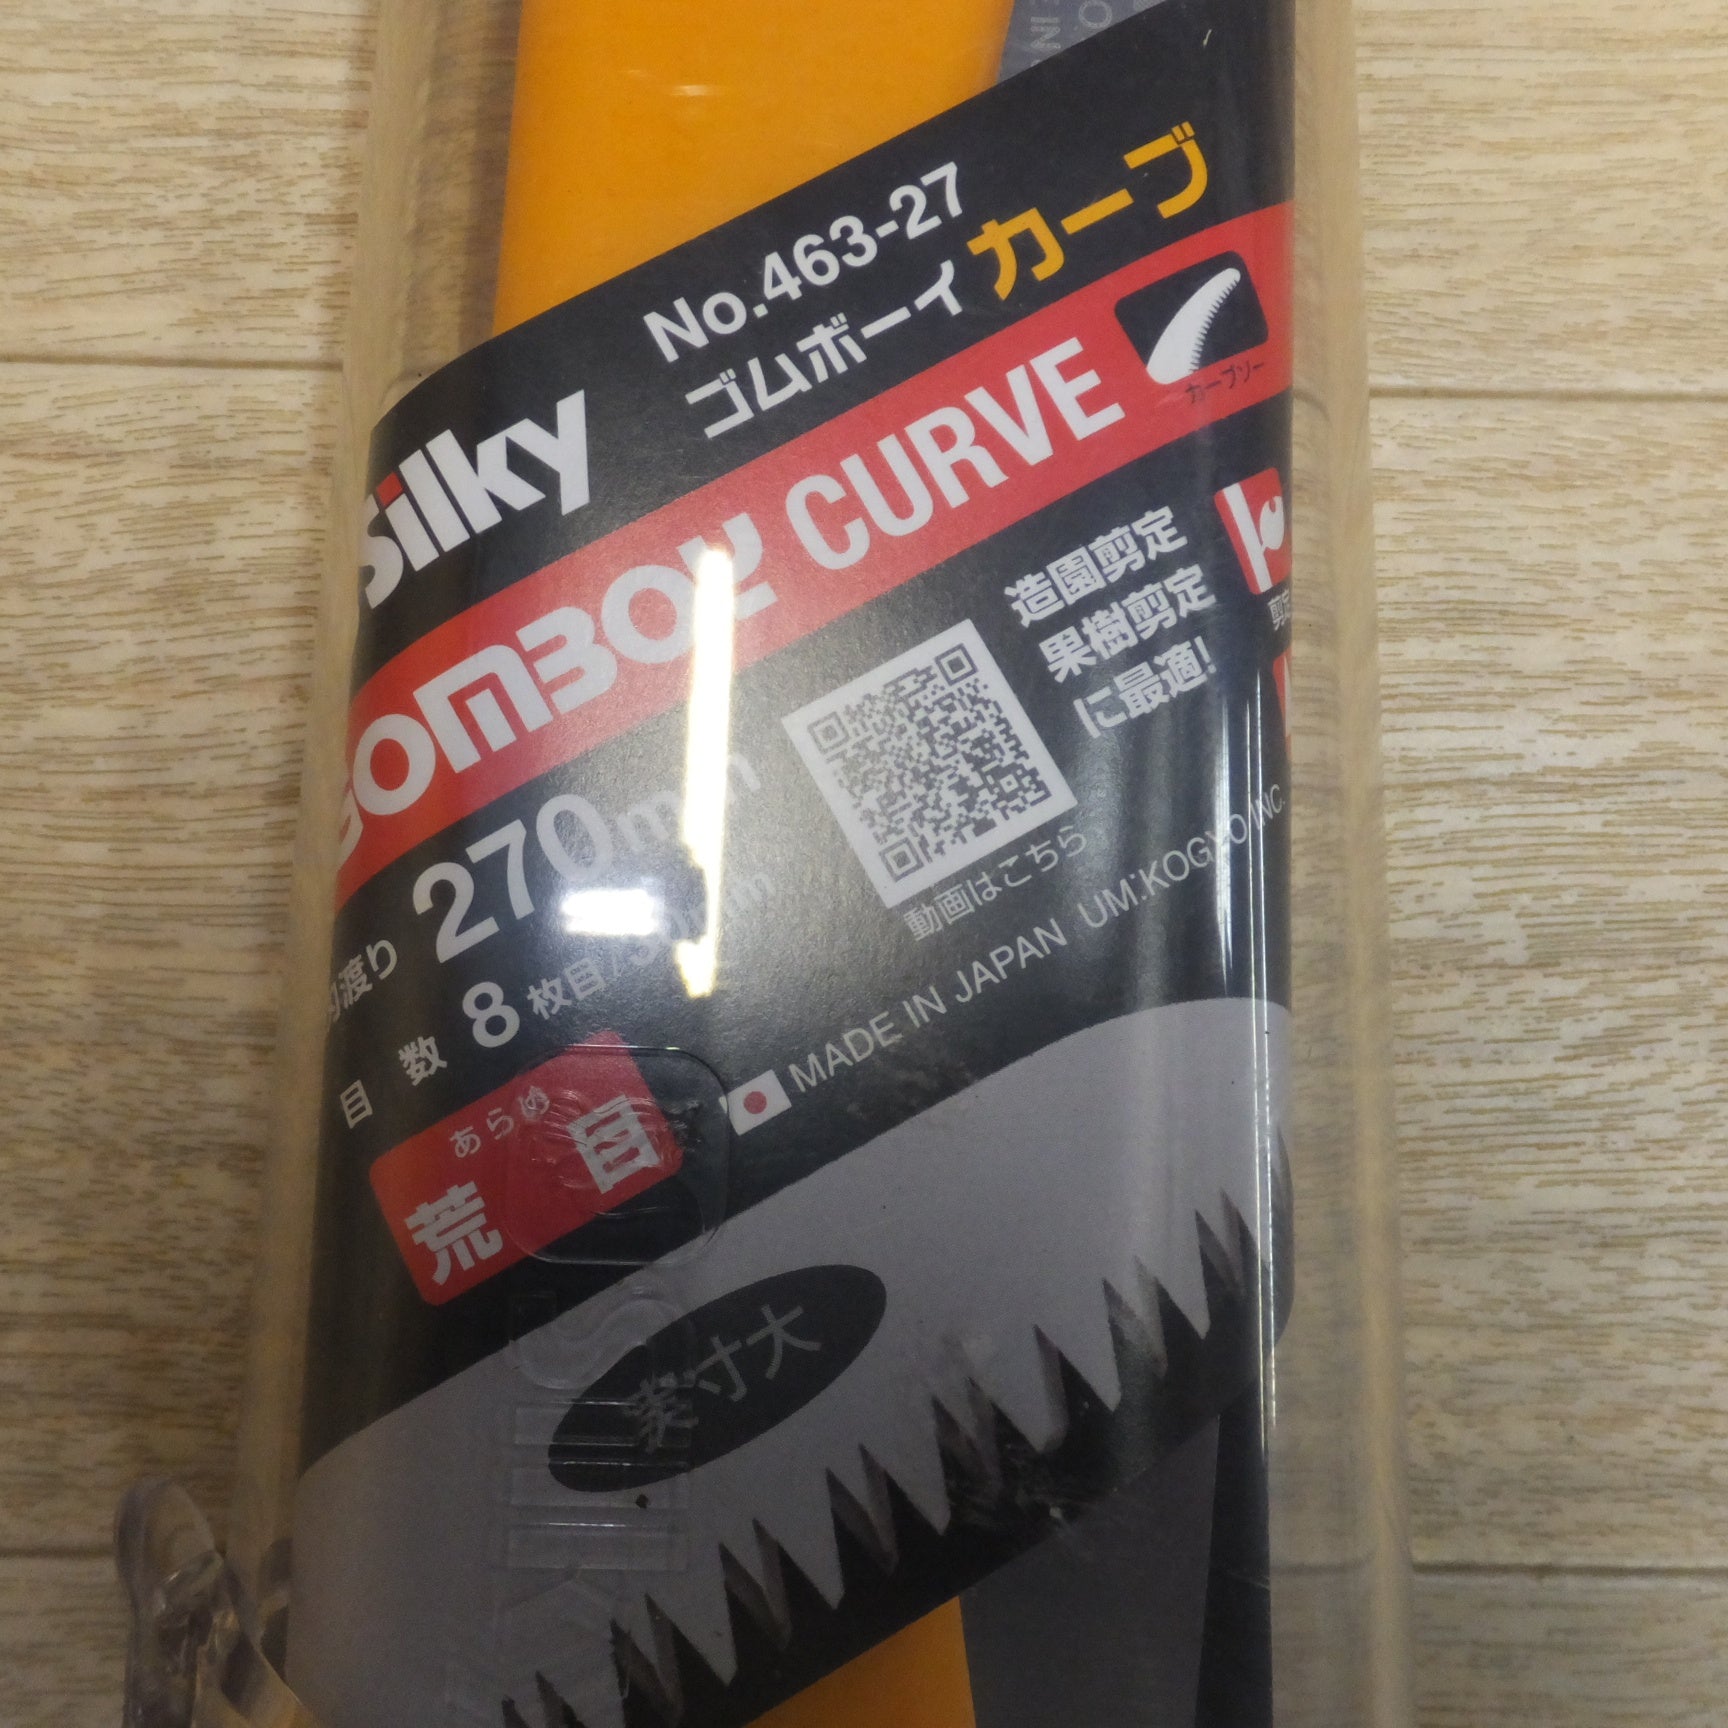 No.463-27
ゴムボーイ カーブ
Silky
GOMBOY CURVE
カーブソー
造園剪定
果樹剪定
に最適!
剪定
刃渡り 270mm
目 数 8枚目/30mm
動画はこちら
MADE IN JAPAN UM:KOGYO INC.
あらめ
荒目
実寸大
Silky